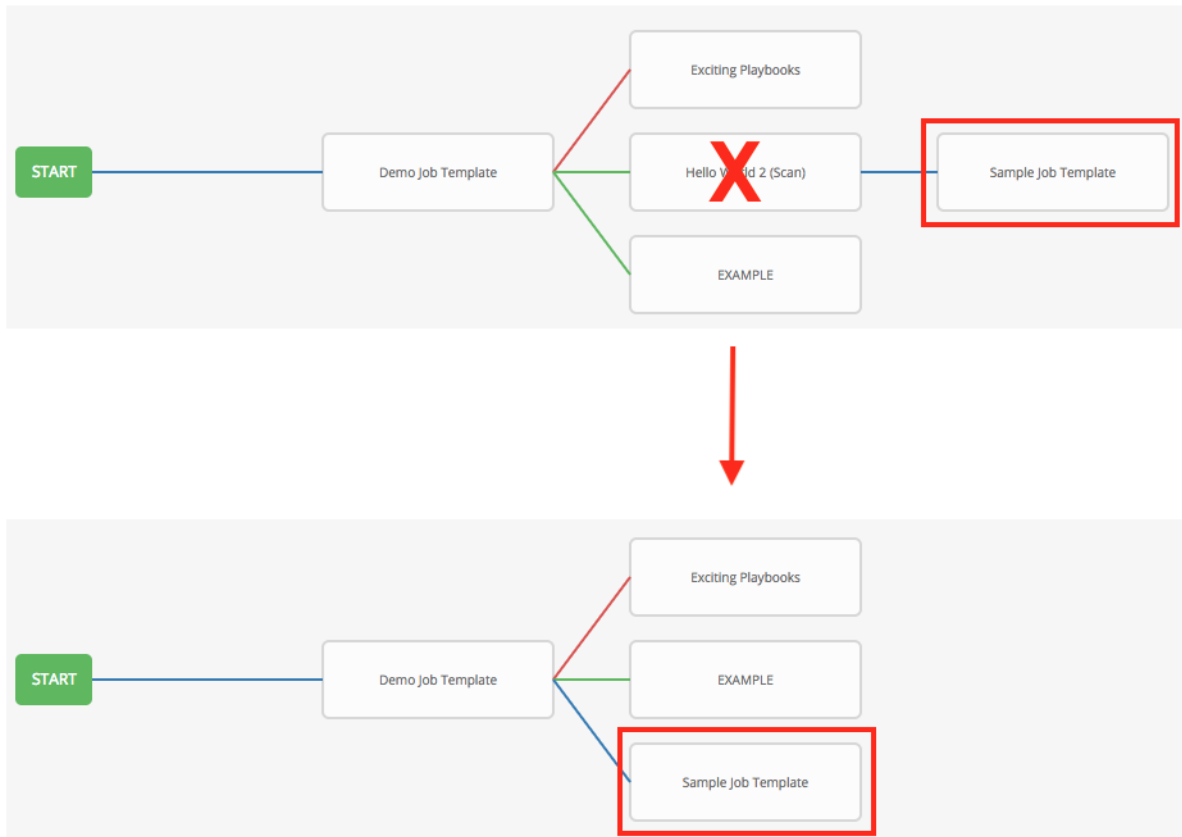 Exciting Playbooks
START
Demo Job Template
Hello World 2 (Scan)
X
Sample Job Template
EXAMPLE
Exciting Playbooks
START
Demo Job Template
EXAMPLE
Sample Job Template